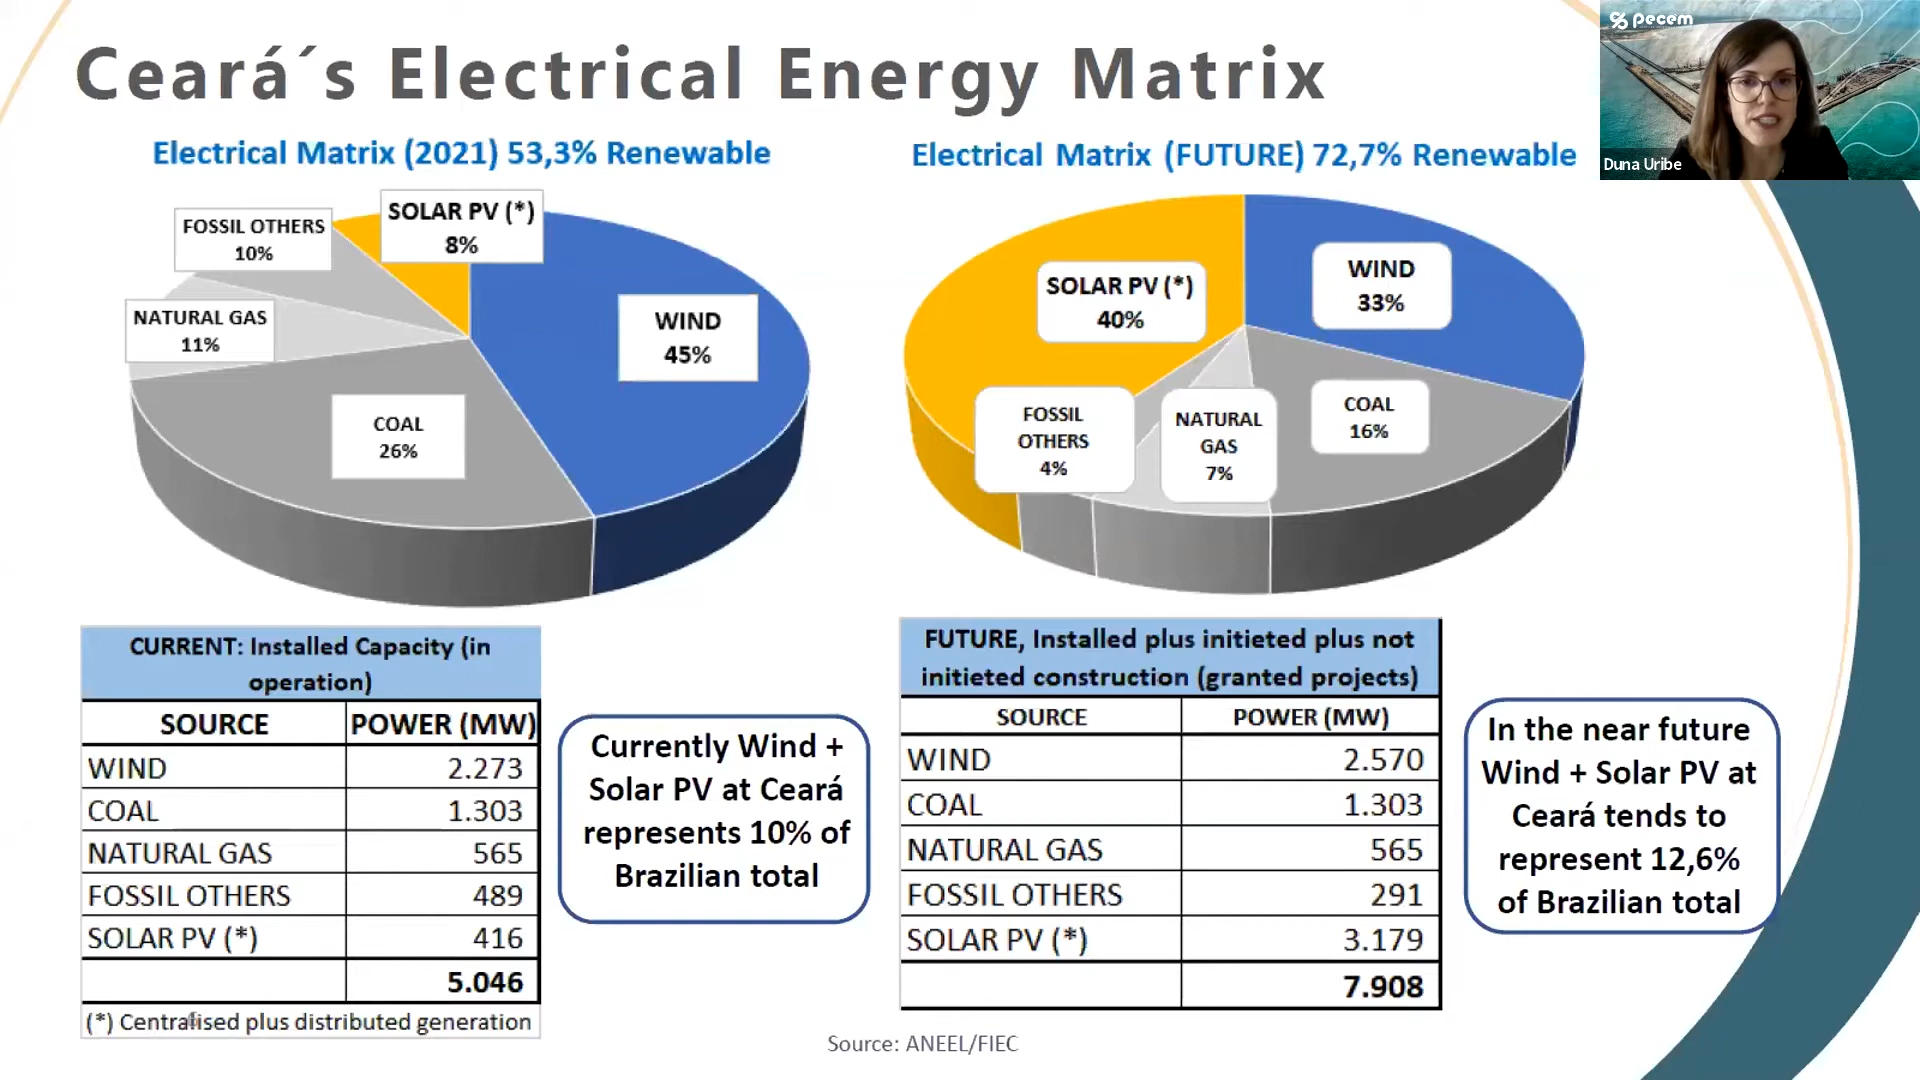 Ceará´s Electrical Energy Matrix
pecem
Duna Uribe
Electrical Matrix (2021) 53,3% Renewable
SOLAR PV (*)
8%
FOSSIL OTHERS
10%
NATURAL GAS
11%
WIND
45%
COAL
26%
Electrical Matrix (FUTURE) 72,7% Renewable
SOLAR PV (*)
40%
WIND
33%
FOSSIL
OTHERS
4%
NATURAL
GAS
7%
COAL
16%
CURRENT: Installed Capacity (in
operation)
SOURCE POWER (MW)
WIND 2.273
COAL 1.303
NATURAL GAS 565
FOSSIL OTHERS 489
SOLAR PV (*) 416
5.046
(*) Centralised plus distributed generation
Currently Wind +
Solar PV at Ceará
represents 10% of
Brazilian total
FUTURE, Installed plus initieted plus not
initieted construction (granted projects)
SOURCE POWER (MW)
WIND 2.570
COAL 1.303
NATURAL GAS 565
FOSSIL OTHERS 291
SOLAR PV (*) 3.179
7.908
In the near future
Wind + Solar PV at
Ceará tends to
represent 12,6%
of Brazilian total
Source: ANEEL/FIEC